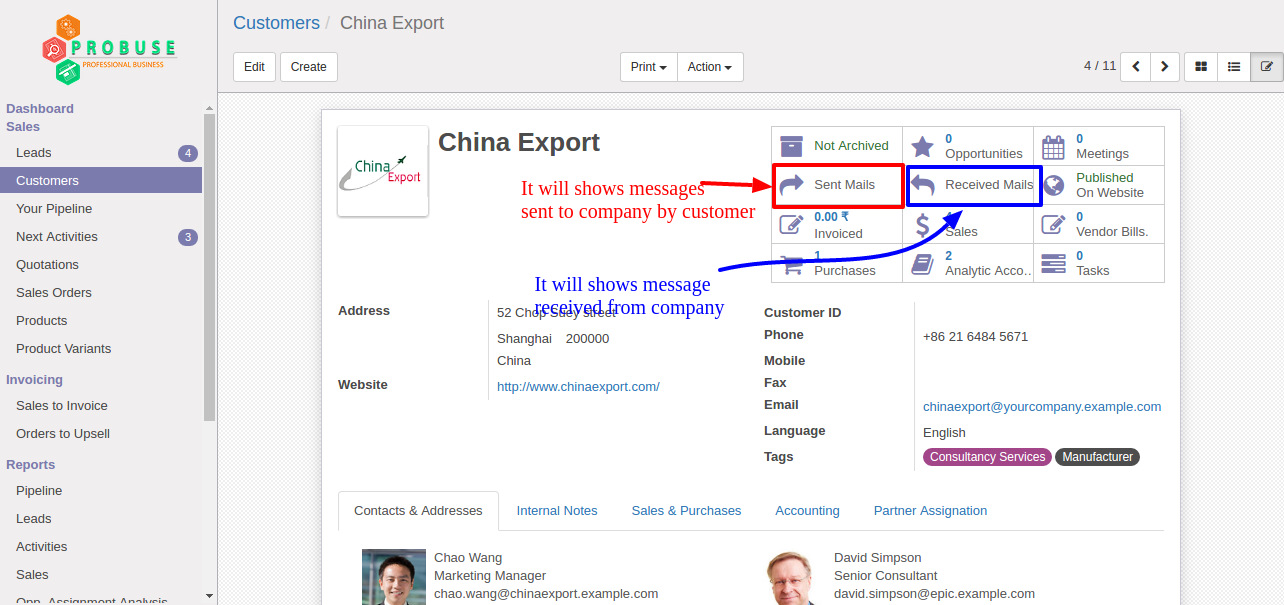 PROBUSE
PROFESSIONAL BUSINESS
Dashboard
Sales
Leads 4
Customers
Your Pipeline
Next Activities 3
Quotations
Sales Orders
Products
Product Variants
Invoicing
Sales to Invoice
Orders to Upsell
Reports
Pipeline
Leads
Activities
Sales
Opp. Assignment Analysis
Customers / China Export
Edit Create Print Action 4 / 11
China Export
China Export
Not Archived
0 Opportunities
0 Meetings
Sent Mails
Received Mails
Published On Website
0.00 ₹ Invoiced
Sales
0 Vendor Bills.
1 Purchases
2 Analytic Acco..
0 Tasks
It will shows messages
sent to company by customer
It will shows message
received from company
Address
52 Chop Suey street
Shanghai 200000
China
Website http://www.chinaexport.com/
Customer ID
Phone +86 21 6484 5671
Mobile
Fax
Email chinaexport@yourcompany.example.com
Language English
Tags Consultancy Services Manufacturer
Contacts & Addresses Internal Notes Sales & Purchases Accounting Partner Assignation
Chao Wang
Marketing Manager
chao.wang@chinaexport.example.com
David Simpson
Senior Consultant
david.simpson@epic.example.com